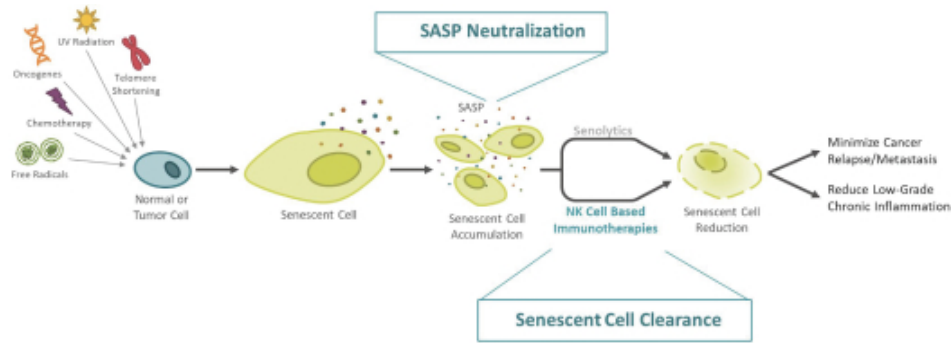 SASP Neutralization
UV Radiation
Oncogenes
Telomere
Shortening
Chemotherapy
Free Radicals
Normal or
Tumor Cell
Senescent Cell
SASP
Senescent Cell
Accumulation
Senolytics
NK Cell Based
Immunotherapies
Senescent Cell
Reduction
Minimize Cancer
Relapse/Metastasis
Reduce Low-Grade
Chronic Inflammation
Senescent Cell Clearance